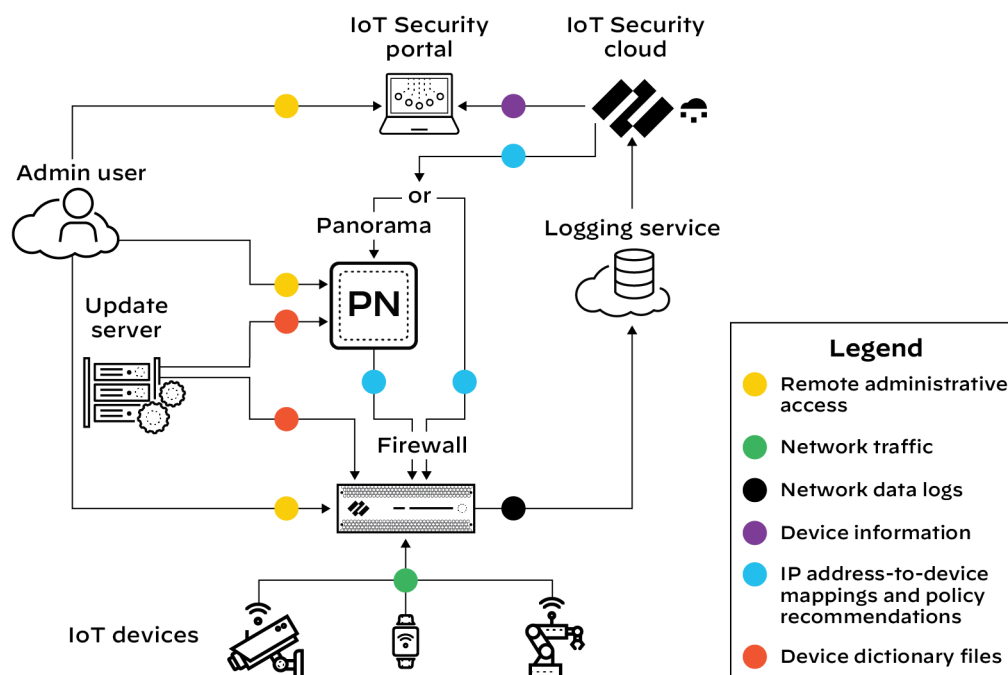 IoT Security
portal
IoT Security
cloud
Admin user
or
Panorama
Logging service
PN
Update
server
Firewall
IoT devices
Legend
Remote administrative
access
Network traffic
Network data logs
Device information
IP address-to-device
mappings and policy
recommendations
Device dictionary files